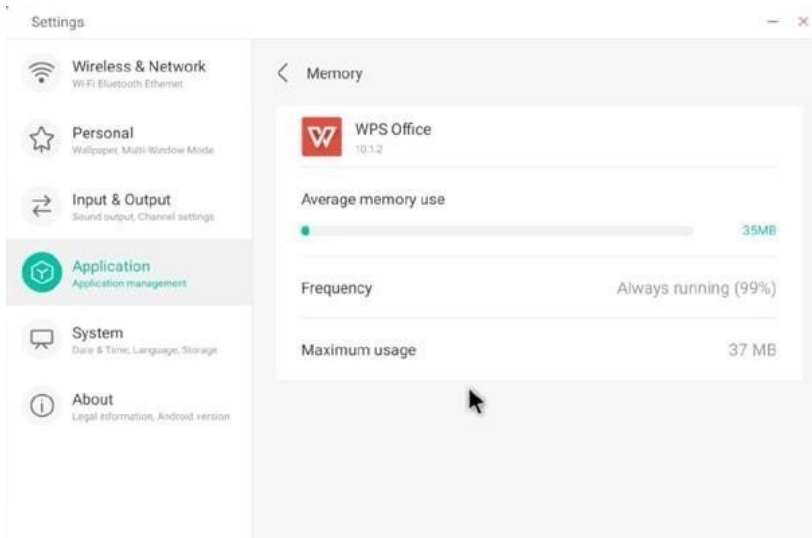 Settings
Wireless & Network
Wi-Fi Bluetooth Ethernet
Personal
Wallpaper, Multi-Window Mode
Input & Output
Sound output, Channel settings
Application
Application management
System
Date & Time, Language, Storage
About
Legal information, Android version
Memory
WPS Office
10.1.2
Average memory use
35MB
Frequency
Always running (99%)
Maximum usage
37 MB